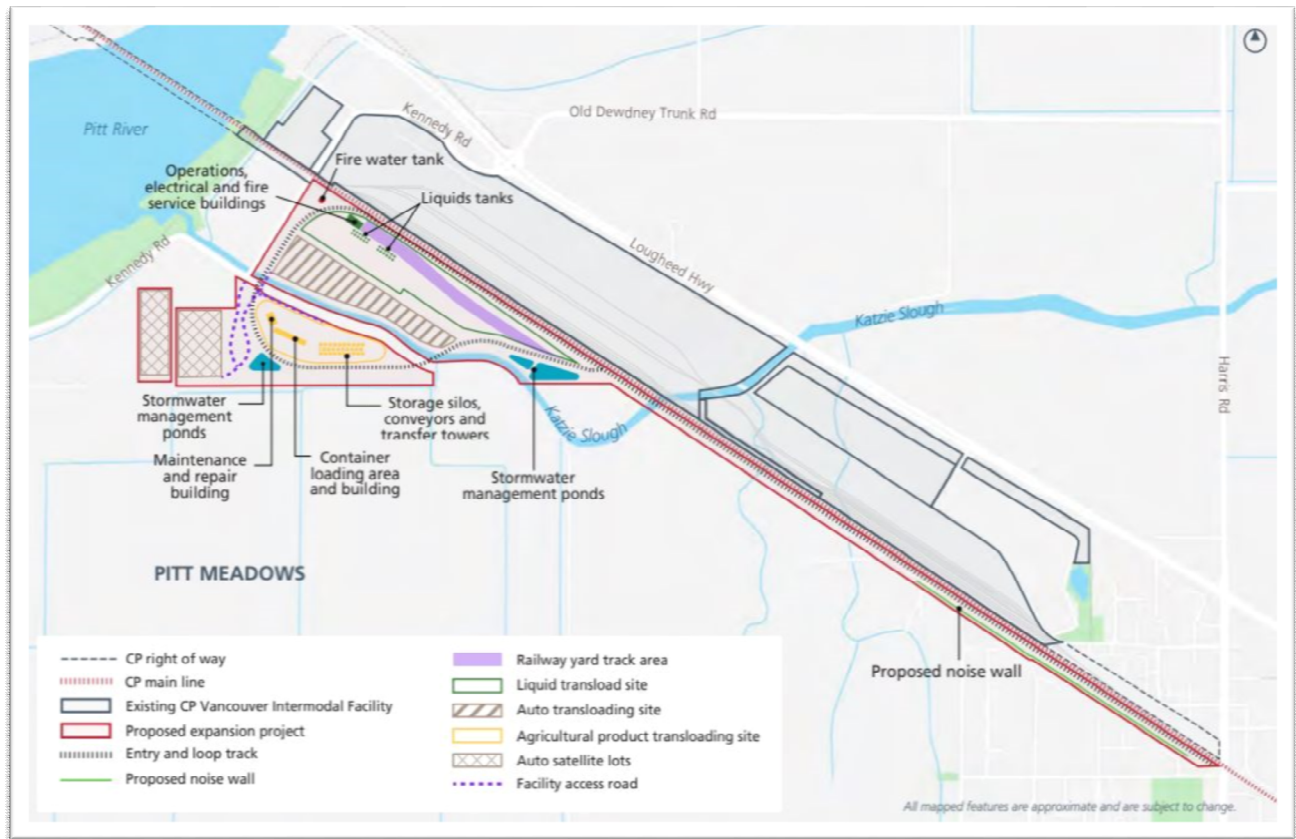 Pitt River
Kennedy Rd
Old Dewdney Trunk Rd
Fire water tank
Operations,
electrical and fire
service buildings
Liquids tanks
Kennedy Rd
Lougheed Hwy
Katzie Slough
Harris Rd
Stormwater
management
ponds
Storage silos,
conveyors and
transfer towers
Katzie Slough
Maintenance
and repair
building
Container
loading area
and building
Stormwater
management ponds
PITT MEADOWS
Proposed noise wall
CP right of way
CP main line
Existing CP Vancouver Intermodal Facility
Proposed expansion project
Entry and loop track
Proposed noise wall
Railway yard track area
Liquid transload site
Auto transloading site
Agricultural product transloading site
Auto satellite lots
Facility access road
All mapped features are approximate and are subject to change.